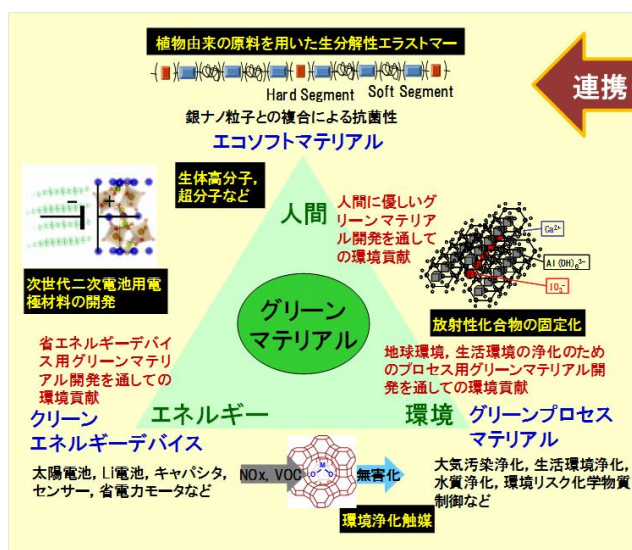 植物由来の原料を用いた生分解性エラストマー
Hard Segment
Soft Segment
連携
銀ナノ粒子との複合による抗菌性
エコソフトマテリアル
生体高分子,
超分子など
人間
人間に優しいグ
リーンマテリア
ル開発を通して
の環境貢献
－
＋
Ca²⁺
Al(OH)₆³⁻
IO₃⁻
次世代二次電池用電
極材料の開発
グリーン
マテリアル
放射性化合物の固定化
省エネルギーデバイ
ス用グリーンマテリ
アル開発を通しての
環境貢献
地球環境, 生活環境の浄化のため
のプロセス用グリーンマテリアル開
発を通しての環境貢献
エネルギー
環境
クリーン
エネルギーデバイス
グリーンプロセス
マテリアル
太陽電池, Li電池, キャパシタ,
センサー, 省電力モータなど
NOx, VOC
M
O O
無害化
環境浄化触媒
大気汚染浄化, 生活環境浄化,
水質浄化, 環境リスク化学物質
制御など